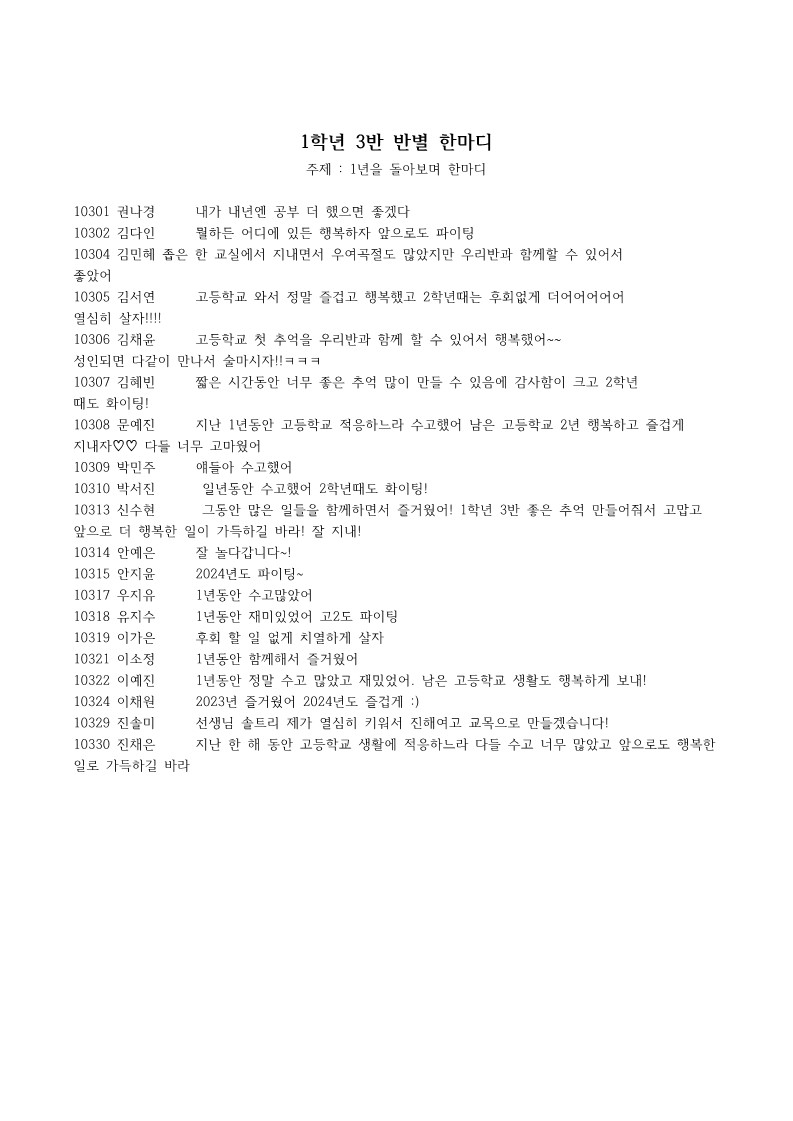 1학년 3반 반별 한마디
주제 : 1년을 돌아보며 한마디
10301 권나경 내가 내년엔 공부 더 했으면 좋겠다
10302 김다인 뭘하든 어디에 있든 행복하자 앞으로도 파이팅
10304 김민혜 좁은 한 교실에서 지내면서 우여곡절도 많았지만 우리반과 함께할 수 있어서
좋았어
10305 김서연 고등학교 와서 정말 즐겁고 행복했고 2학년때는 후회없게 더어어어어어
열심히 살자!!!!
10306 김채윤 고등학교 첫 추억을 우리반과 함께 할 수 있어서 행복했어~~
성인되면 다같이 만나서 술마시자!!ㅋㅋㅋ
10307 김혜빈 짧은 시간동안 너무 좋은 추억 많이 만들 수 있음에 감사함이 크고 2학년
때도 화이팅!
10308 문예진 지난 1년동안 고등학교 적응하느라 수고했어 남은 고등학교 2년 행복하고 즐겁게
지내자♡♡ 다들 너무 고마웠어
10309 박민주 얘들아 수고했어
10310 박서진 일년동안 수고했어 2학년때도 화이팅!
10313 신수현 그동안 많은 일들을 함께하면서 즐거웠어! 1학년 3반 좋은 추억 만들어줘서 고맙고
앞으로 더 행복한 일이 가득하길 바라! 잘 지내!
10314 안예은 잘 놀다갑니다~!
10315 안지윤 2024년도 파이팅~
10317 우지유 1년동안 수고많았어
10318 유지수 1년동안 재미있었어 고2도 파이팅
10319 이가은 후회 할 일 없게 치열하게 살자
10321 이소정 1년동안 함께해서 즐거웠어
10322 이예진 1년동안 정말 수고 많았고 재밌었어. 남은 고등학교 생활도 행복하게 보내!
10324 이채원 2023년 즐거웠어 2024년도 즐겁게 :)
10329 진솔미 선생님 솔트리 제가 열심히 키워서 진해여고 교목으로 만들겠습니다!
10330 진채은 지난 한 해 동안 고등학교 생활에 적응하느라 다들 수고 너무 많았고 앞으로도 행복한
일로 가득하길 바라